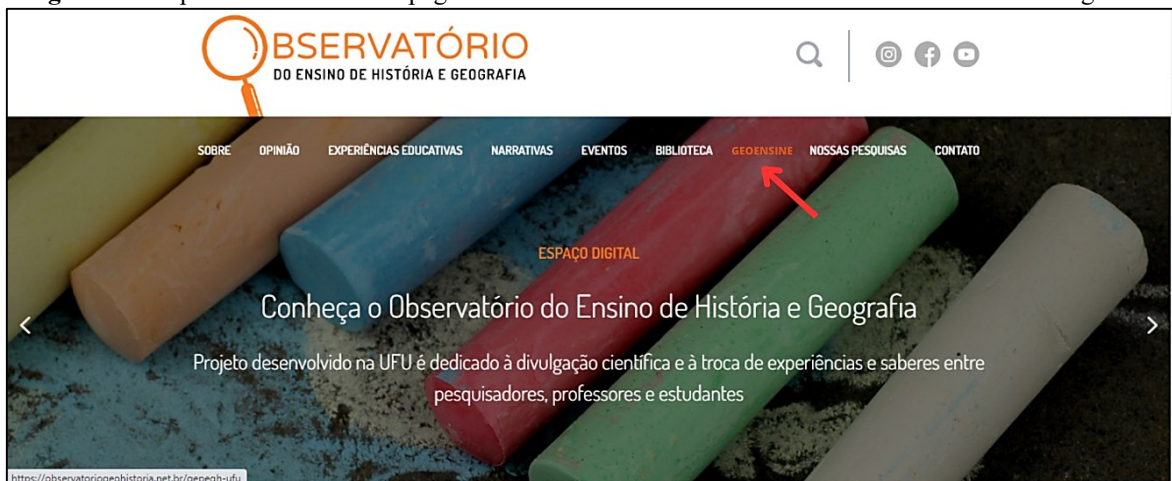 BSERVATÓRIO
DO ENSINO DE HISTÓRIA E GEOGRAFIA
SOBRE OPINIÃO EXPERIÊNCIAS EDUCATIVAS NARRATIVAS EVENTOS BIBLIOTECA GEOENSINE NOSSAS PESQUISAS CONTATO
ESPAÇO DIGITAL
Conheça o Observatório do Ensino de História e Geografia
Projeto desenvolvido na UFU é dedicado à divulgação científica e à troca de experiências e saberes entre
pesquisadores, professores e estudantes
https://observatoriogeohistoria.net.br/gepegh-ufu